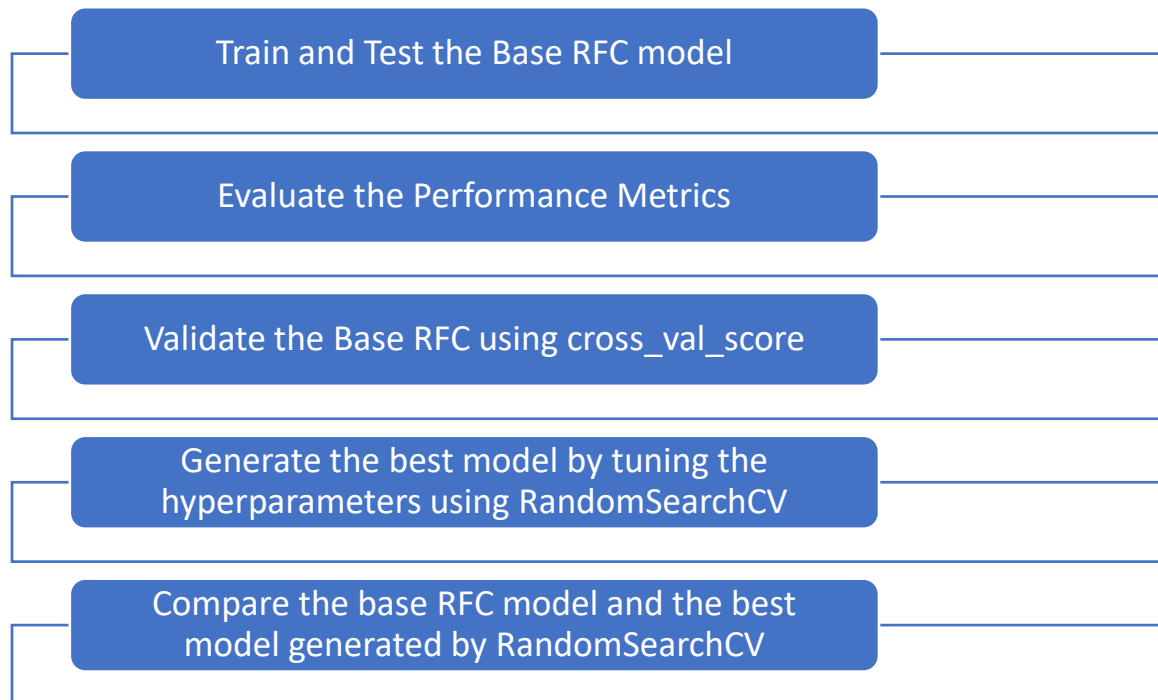 Train and Test the Base RFC model
Evaluate the Performance Metrics
Validate the Base RFC using cross_val_score
Generate the best model by tuning the
hyperparameters using RandomSearchCV
Compare the base RFC model and the best
model generated by RandomSearchCV